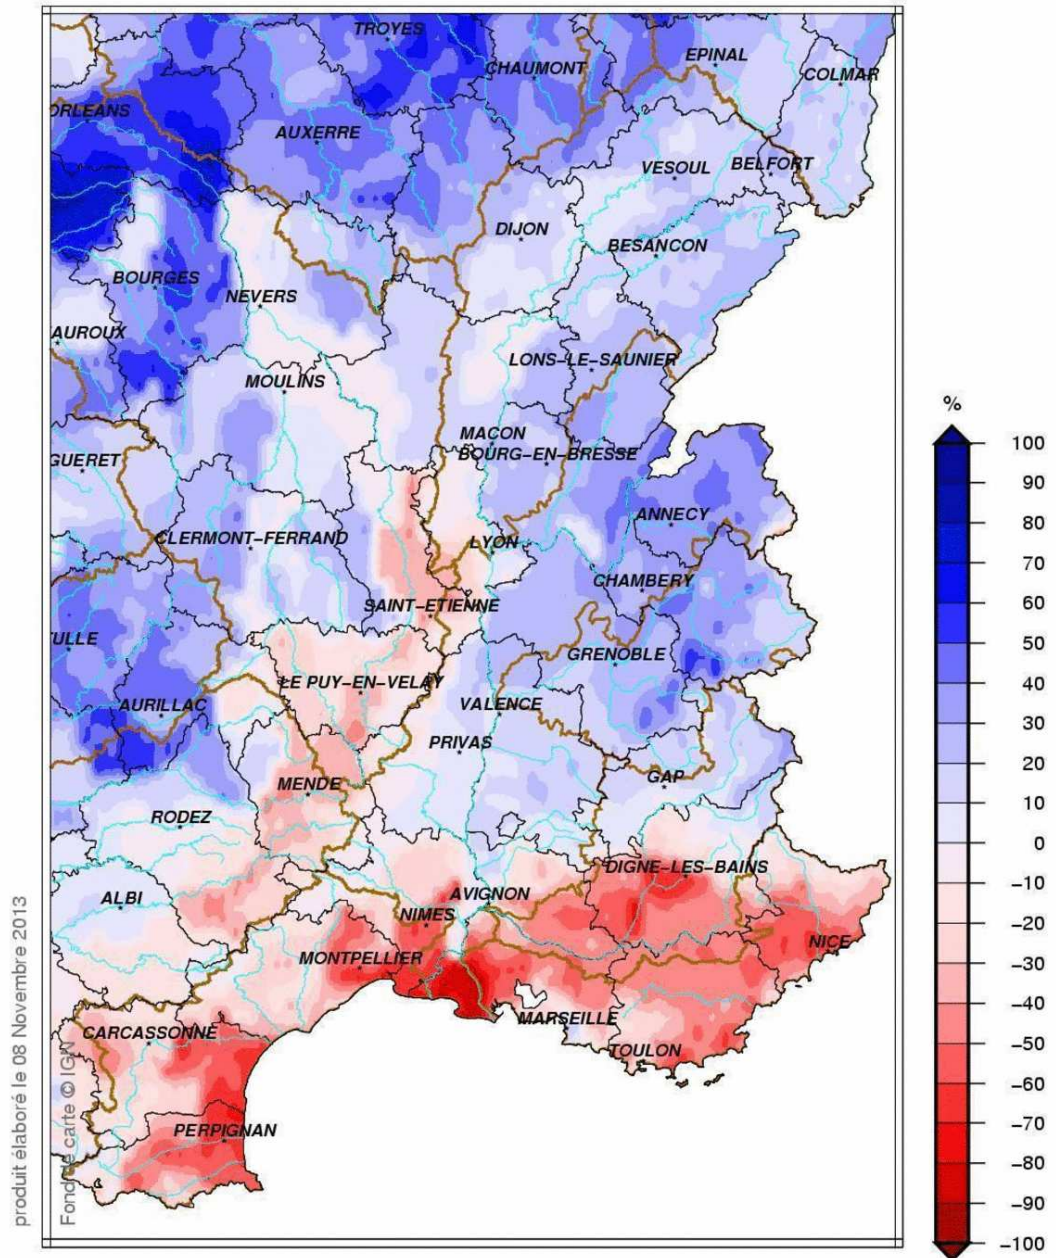 TROYES
EPINAL
CHAUMONT
COLMAR
ORLEANS
AUXERRE
VESOUL
BELFORT
DIJON
BESANCON
BOURGES
NEVERS
AUROUX
LONS-LE-SAUNIER
MOULINS
MACON
BOURG-EN-BRESSE
GUERET
ANNECY
CLERMONT-FERRAND
LYON
CHAMBERY
SAINT-ETIENNE
TULLE
GRENOBLE
LE PUY-EN-VELAY
AURILLAC
VALENCE
PRIVAS
GAP
MENDE
RODEZ
DIGNE-LES-BAINS
ALBI
AVIGNON
NIMES
NICE
MONTPELLIER
MARSEILLE
CARCASSONNE
TOULON
PERPIGNAN
%
100
90
80
70
60
50
40
30
20
10
0
-10
-20
-30
-40
-50
-60
-70
-80
-90
-100
produit élaboré le 08 Novembre 2013
Fond de carte © IGN